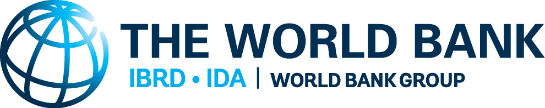 THE WORLD BANK
IBRD • IDA | WORLD BANK GROUP